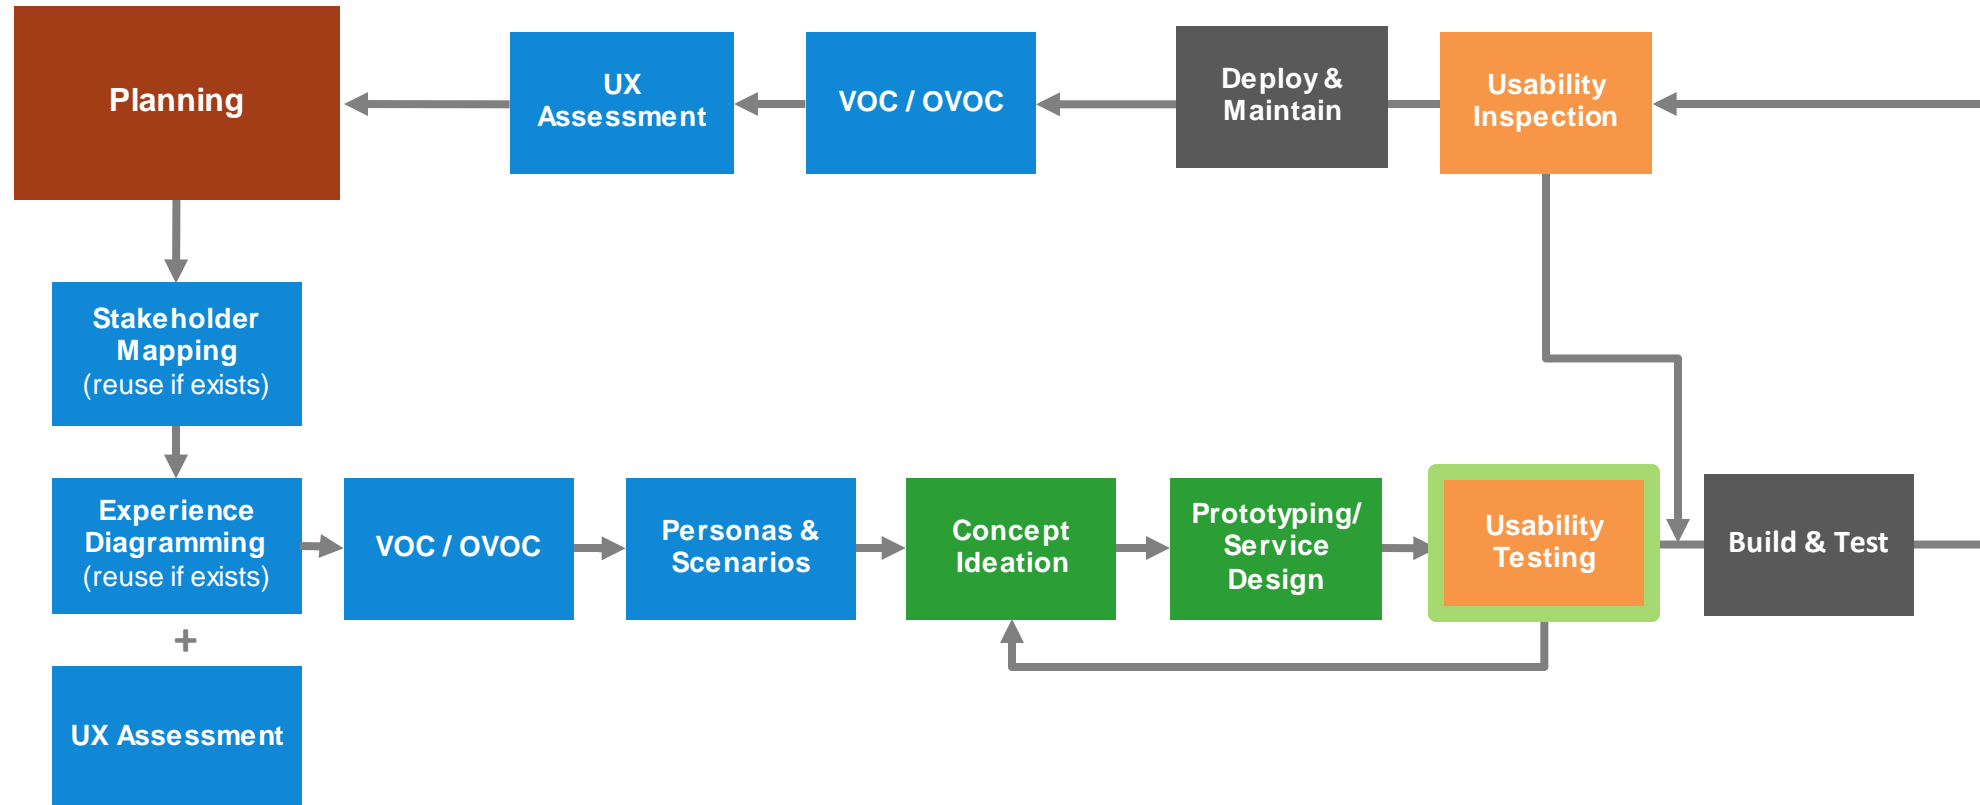 Planning
UX
Assessment
VOC / OVOC
Deploy &
Maintain
Usability
Inspection
Stakeholder
Mapping
(reuse if exists)
Experience
Diagramming
(reuse if exists)
VOC / OVOC
Personas &
Scenarios
Concept
Ideation
Prototyping/
Service
Design
Usability
Testing
Build & Test
+
UX Assessment